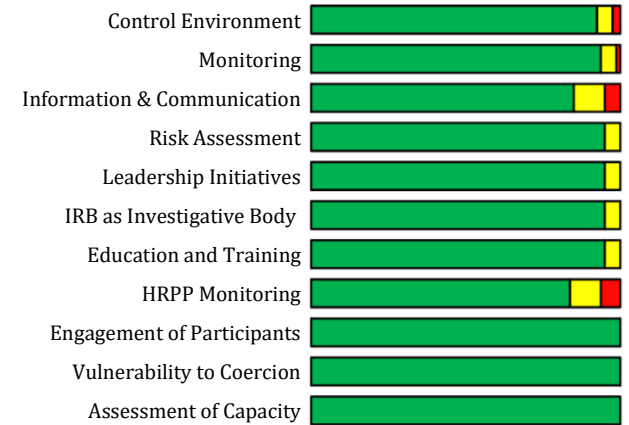 Control Environment
Monitoring
Information & Communication
Risk Assessment
Leadership Initiatives
IRB as Investigative Body
Education and Training
HRPP Monitoring
Engagement of Participants
Vulnerability to Coercion
Assessment of Capacity